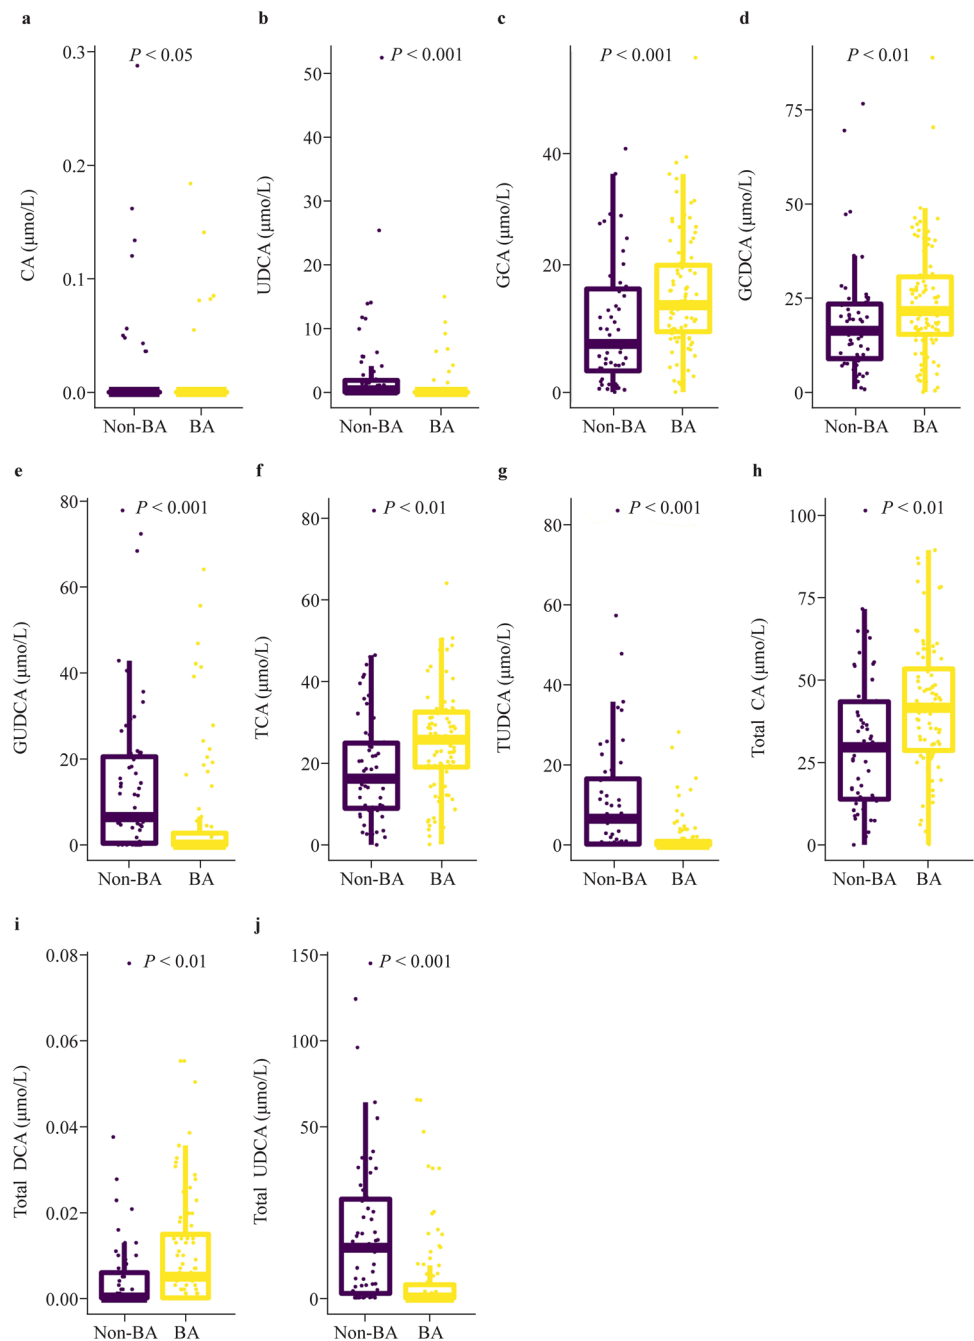 a
P < 0.05
0.3
0.2
0.1
0.0
CA (μmo/L)
Non-BA BA
b
P < 0.001
50
40
30
20
10
0
UDCA (μmo/L)
Non-BA BA
c
P < 0.001
40
20
0
GCA (μmo/L)
Non-BA BA
d
P < 0.01
75
50
25
0
GCDCA (μmo/L)
Non-BA BA
e
P < 0.001
80
60
40
20
0
GUDCA (μmo/L)
Non-BA BA
f
P < 0.01
80
60
40
20
0
TCA (μmo/L)
Non-BA BA
g
P < 0.001
80
60
40
20
0
TUDCA (μmo/L)
Non-BA BA
h
P < 0.01
100
75
50
25
0
Total CA (μmo/L)
Non-BA BA
i
P < 0.01
0.08
0.06
0.04
0.02
0.00
Total DCA (μmo/L)
Non-BA BA
j
P < 0.001
150
100
50
0
Total UDCA (μmo/L)
Non-BA BA